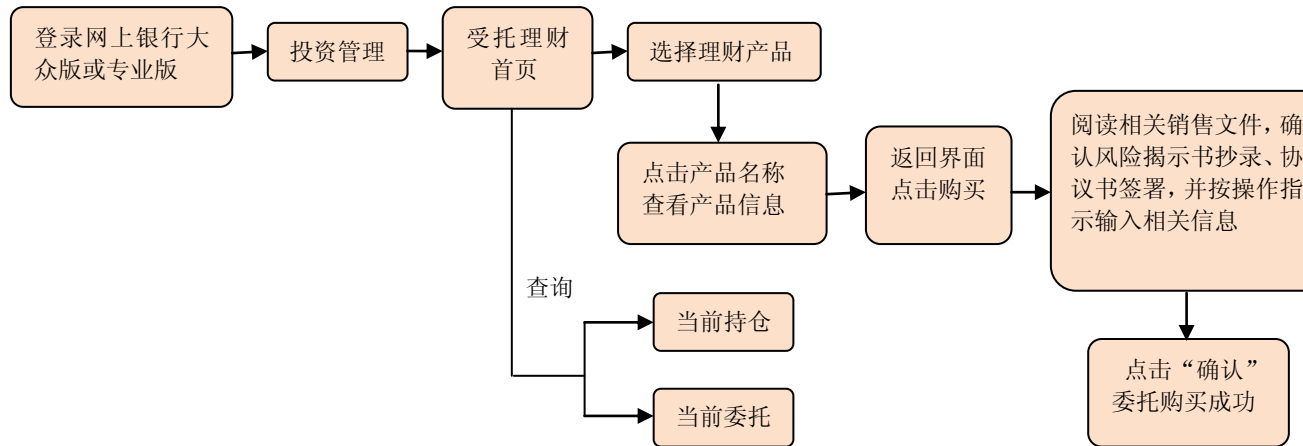 登录网上银行大
众版或专业版
投资管理
受托理财
首页
选择理财产品
点击产品名称
查看产品信息
返回界面
点击购买
阅读相关销售文件，确
认风险揭示书抄录、协
议书签署，并按操作指
示输入相关信息
查询
当前持仓
当前委托
点击“确认”
委托购买成功